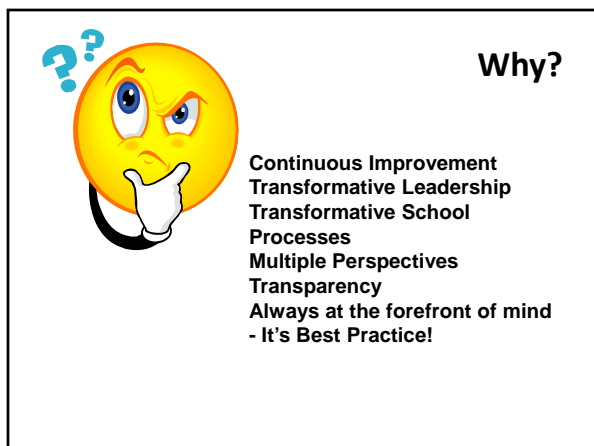 ??
Why?
Continuous Improvement
Transformative Leadership
Transformative School
Processes
Multiple Perspectives
Transparency
Always at the forefront of mind
- It’s Best Practice!